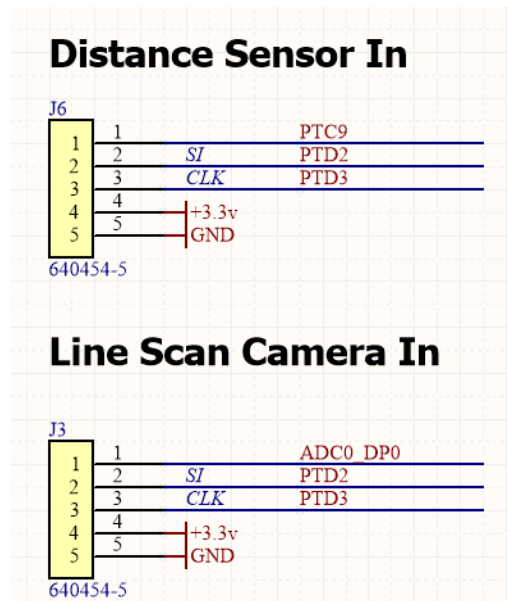 Distance Sensor In
J6
1 1 PTC9
2 2 SI PTD2
3 3 CLK PTD3
4 4 +3.3v
5 5 GND
640454-5
Line Scan Camera In
J3
1 1 ADC0_DP0
2 2 SI PTD2
3 3 CLK PTD3
4 4 +3.3v
5 5 GND
640454-5